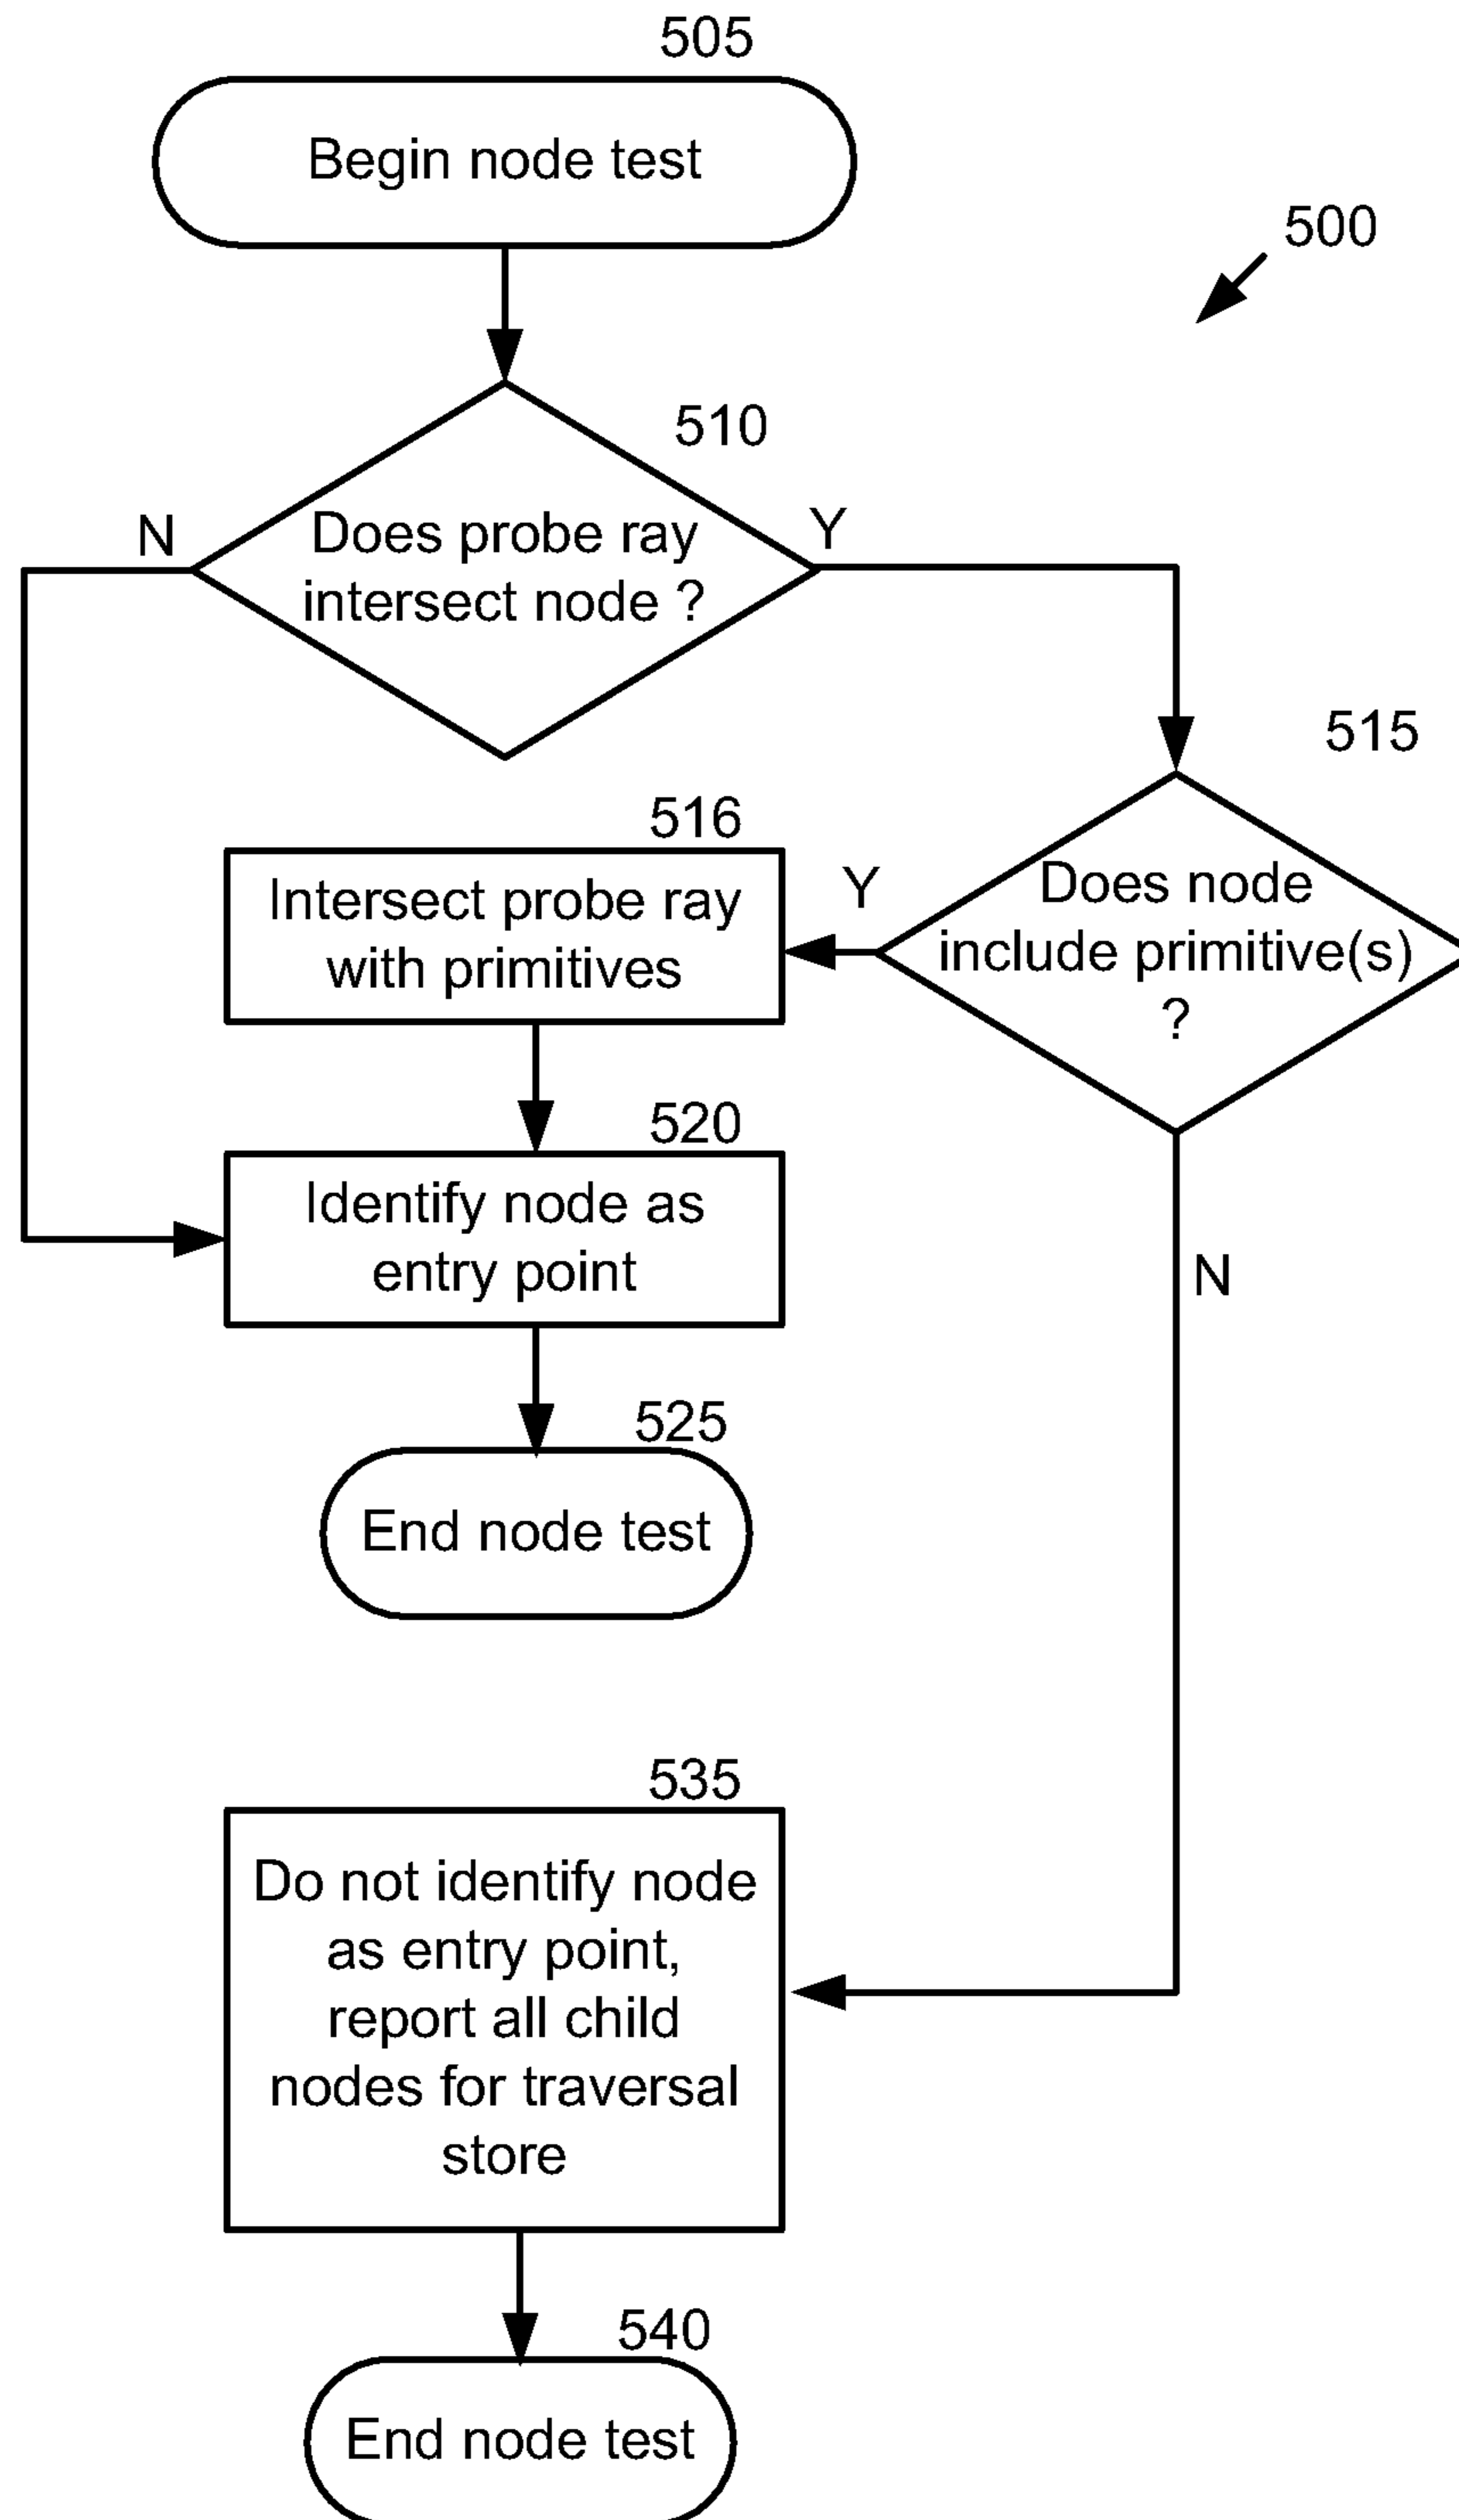 505
Begin node test
500
510
Does probe ray
intersect node ?
N
Y
515
Does node
include primitive(s)
?
Y
516
Intersect probe ray
with primitives
520
Identify node as
entry point
N
525
End node test
535
Do not identify node
as entry point,
report all child
nodes for traversal
store
540
End node test